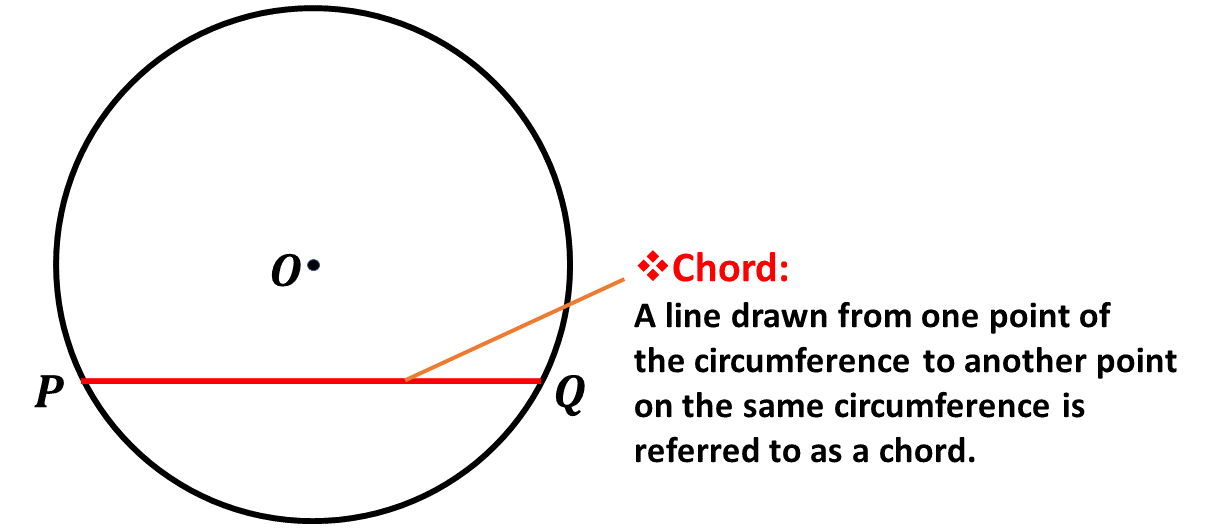 O
P
Q
❖Chord:
A line drawn from one point of
the circumference to another point
on the same circumference is
referred to as a chord.